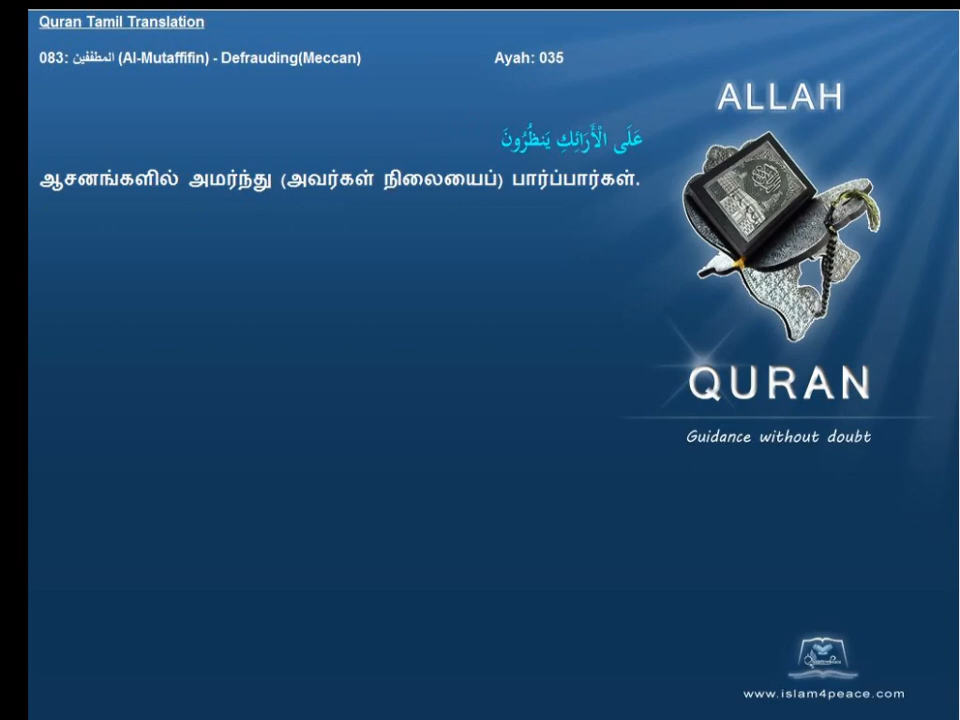 Quran Tamil Translation
083: المطففين (Al-Mutaffifin) - Defrauding(Meccan) Ayah: 035
عَلَى الْأَرَائِكِ يَنظُرُونَ
ஆசனங்களில் அமர்ந்து (அவர்கள் நிலையைப்) பார்ப்பார்கள்.
ALLAH
QURAN
Guidance without doubt
www.islam4peace.com